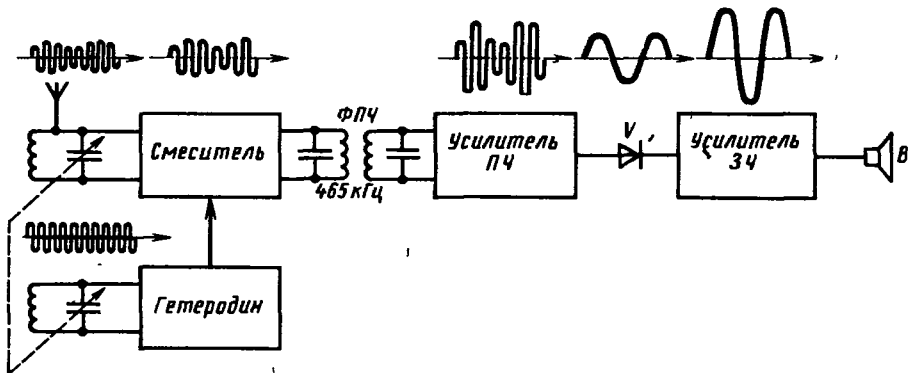 ФПЧ
Смеситель
465 кГц
Усилитель
ПЧ
V
Усилитель
ЗЧ
В
Гетеродин